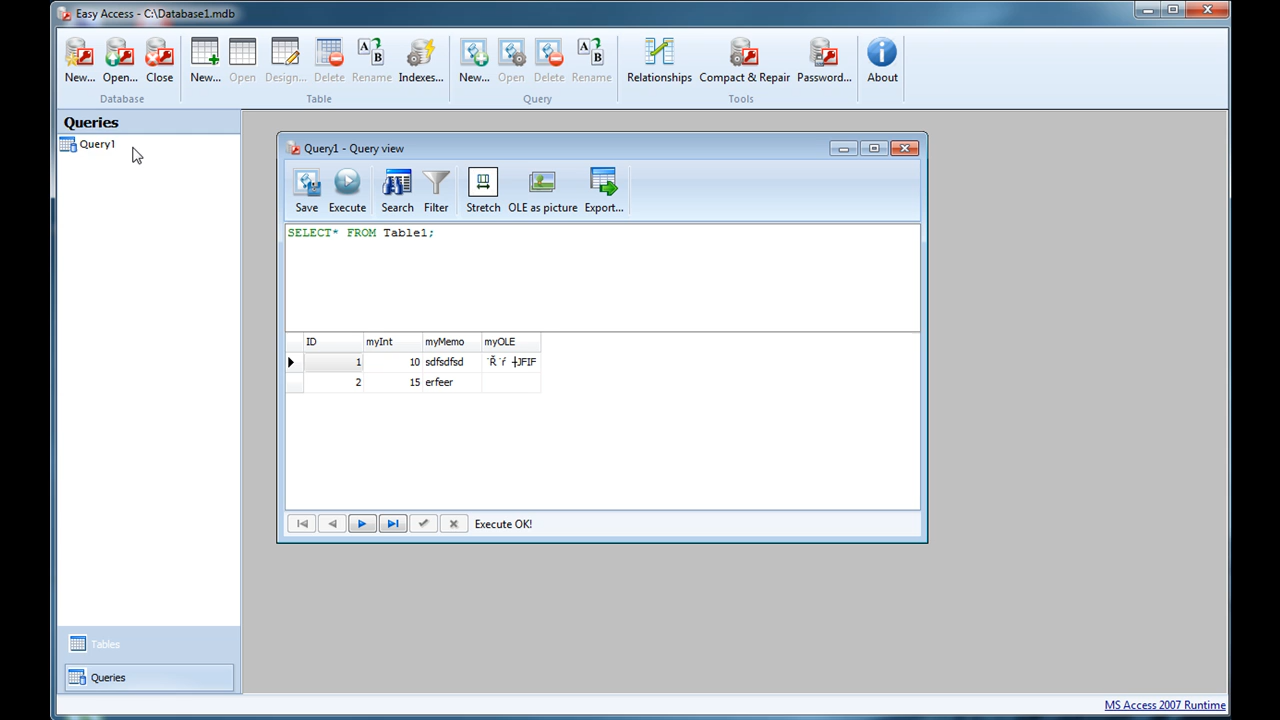 Easy Access - C:\Database1.mdb
New... Open... Close New... Open Design... Delete Rename Indexes... New... Open Delete Rename Relationships Compact & Repair Password... About
Database Table Query Tools
Queries
Query1
Query1 - Query view
Save Execute Search Filter Stretch OLE as picture Export...
SELECT* FROM Table1;
ID myInt myMemo myOLE
1 10 sdfsdfsd JFIF
2 15 erfeer
Execute OK!
Tables
Queries
MS Access 2007 Runtime